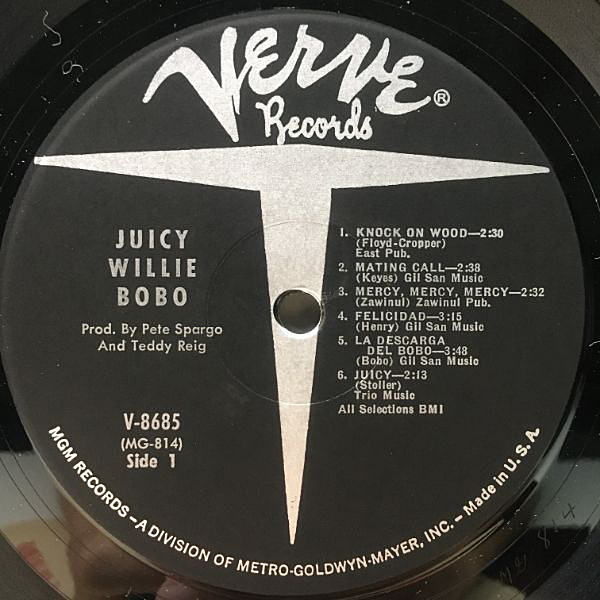 VERVE®
Records
JUICY
WILLIE
BOBO
Prod. By Pete Spargo
And Teddy Reig
V-8685
(MG-814)
Side 1
1. KNOCK ON WOOD—2:30
(Floyd-Cropper)
East Pub.
2. MATING CALL—2:38
(Keyes) Gil San Music
3. MERCY, MERCY, MERCY—2:32
(Zawinul) Zawinul Pub.
4. FELICIDAD—3:15
(Henry) Gil San Music
5. LA DESCARGA
DEL BOBO—3:48
(Bobo) Gil San Music
6. JUICY—2:13
(Stoller)
Trio Music
All Selections BMI
MGM RECORDS – A DIVISION OF METRO-GOLDWYN-MAYER, INC. – Made in U.S.A.